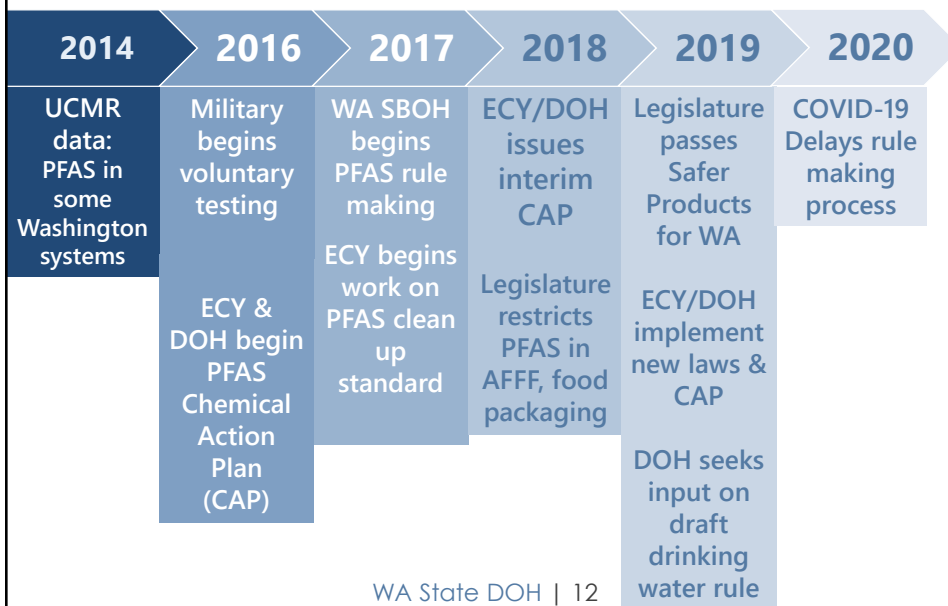 2014
2016
2017
2018
2019
2020
UCMR
data:
PFAS in
some
Washington
systems
Military
begins
voluntary
testing
ECY &
DOH begin
PFAS
Chemical
Action
Plan
(CAP)
WA SBOH
begins
PFAS rule
making
ECY begins
work on
PFAS clean
up
standard
ECY/DOH
issues
interim
CAP
Legislature
restricts
PFAS in
AFFF, food
packaging
Legislature
passes
Safer
Products
for WA
ECY/DOH
implement
new laws &
CAP
DOH seeks
input on
draft
drinking
water rule
COVID-19
Delays rule
making
process
WA State DOH | 12